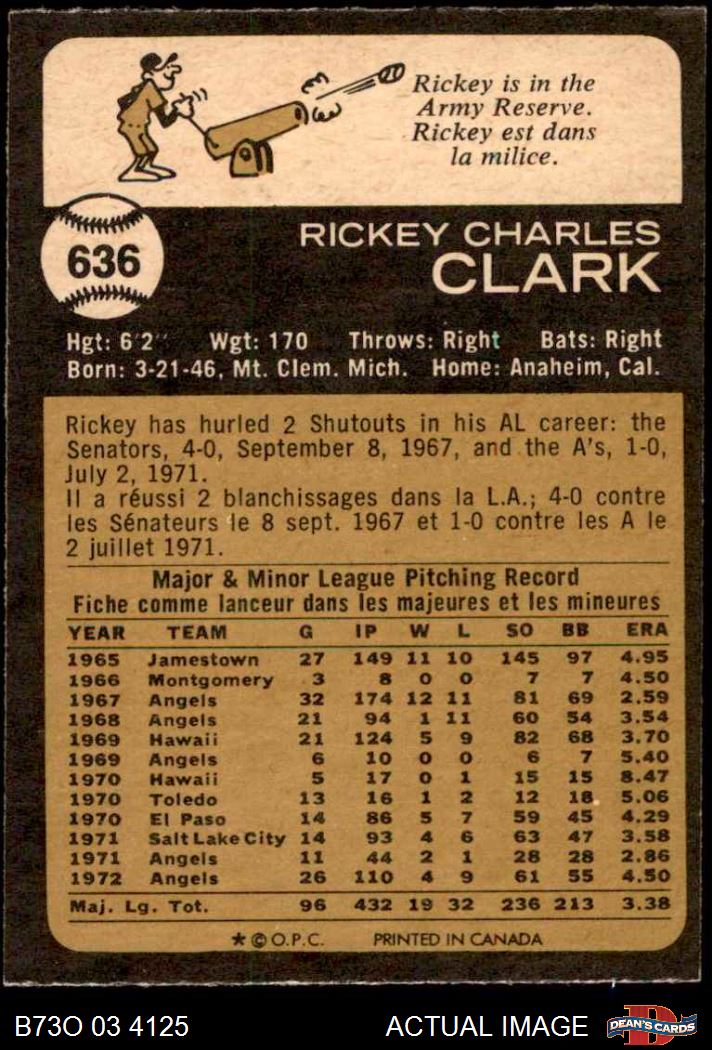 Rickey is in the
Army Reserve.
Rickey est dans
la milice.
636
RICKEY CHARLES
CLARK
Hgt: 6'2" Wgt: 170 Throws: Right Bats: Right
Born: 3-21-46, Mt. Clem. Mich. Home: Anaheim, Cal.
Rickey has hurled 2 Shutouts in his AL career: the
Senators, 4-0, September 8, 1967, and the A's, 1-0,
July 2, 1971.
Il a réussi 2 blanchissages dans la L.A.; 4-0 contre
les Sénateurs le 8 sept. 1967 et 1-0 contre les A le
2 juillet 1971.
Major & Minor League Pitching Record
Fiche comme lanceur dans les majeures et les mineures
YEAR TEAM G IP W L SO BB ERA
1965 Jamestown 27 149 11 10 145 97 4.95
1966 Montgomery 3 8 0 0 7 7 4.50
1967 Angels 32 174 12 11 81 69 2.59
1968 Angels 21 94 1 11 60 54 3.54
1969 Hawaii 21 124 5 9 82 68 3.70
1969 Angels 6 10 0 0 6 7 5.40
1970 Hawaii 5 17 0 1 15 15 8.47
1970 Toledo 13 16 1 2 12 18 5.06
1970 El Paso 14 86 5 7 59 45 4.29
1971 Salt Lake City 14 93 4 6 63 47 3.58
1971 Angels 11 44 2 1 28 28 2.86
1972 Angels 26 110 4 9 61 55 4.50
Maj. Lg. Tot. 96 432 19 32 236 213 3.38
* © O.P.C. PRINTED IN CANADA
B73O 03 4125 ACTUAL IMAGE D DEAN'S CARDS